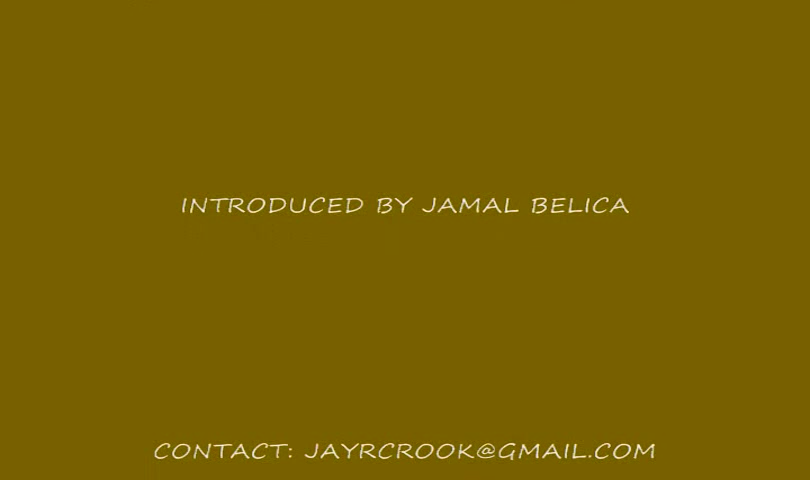 INTRODUCED BY JAMAL BELICA
CONTACT: JAYRCROOK@GMAIL.COM